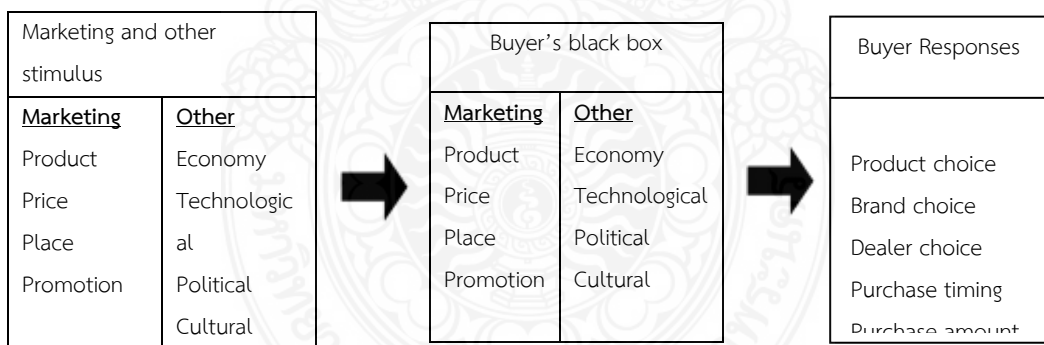 Marketing and other
stimulus
Marketing
Product
Price
Place
Promotion
Other
Economy
Technologic
al
Political
Cultural
Buyer's black box
Marketing
Product
Price
Place
Promotion
Other
Economy
Technological
Political
Cultural
Buyer Responses
Product choice
Brand choice
Dealer choice
Purchase timing
Purchase amount